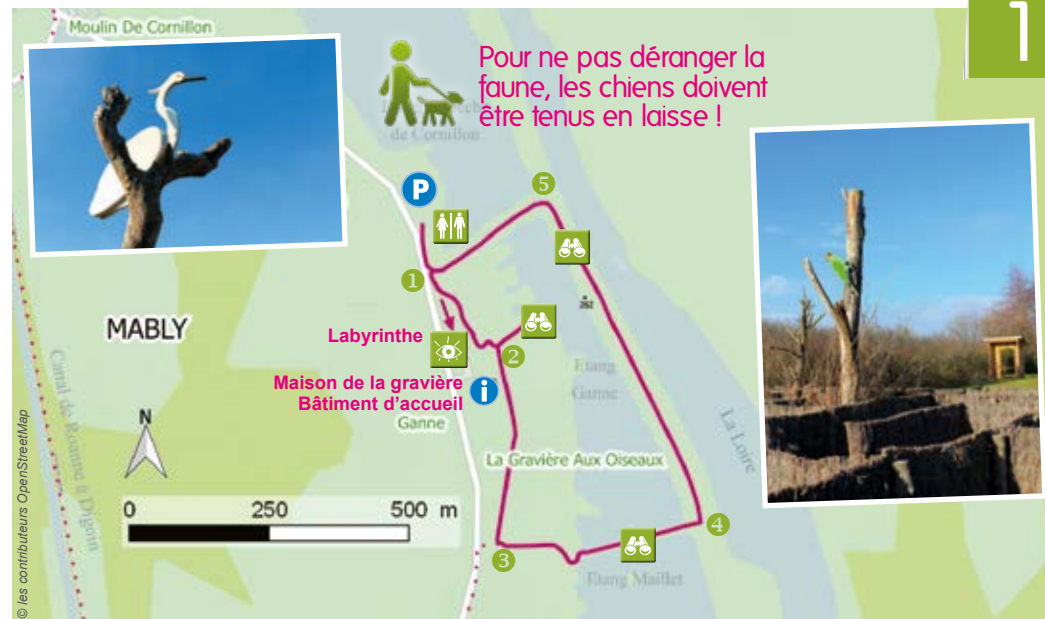 Moulin De Cornillon
1
Pour ne pas déranger la
faune, les chiens doivent
être tenus en laisse !
de Cornillon
P
5
1
262
MABLY
Labyrinthe
2
Etang
Ganne
Maison de la gravière
Bâtiment d'accueil
i
Ganne
La Loire
La Gravière Aux Oiseaux
Canal de Roanne à Digoin
N
0 250 500 m
4
3
Etang Maillet
© les contributeurs OpenStreetMap